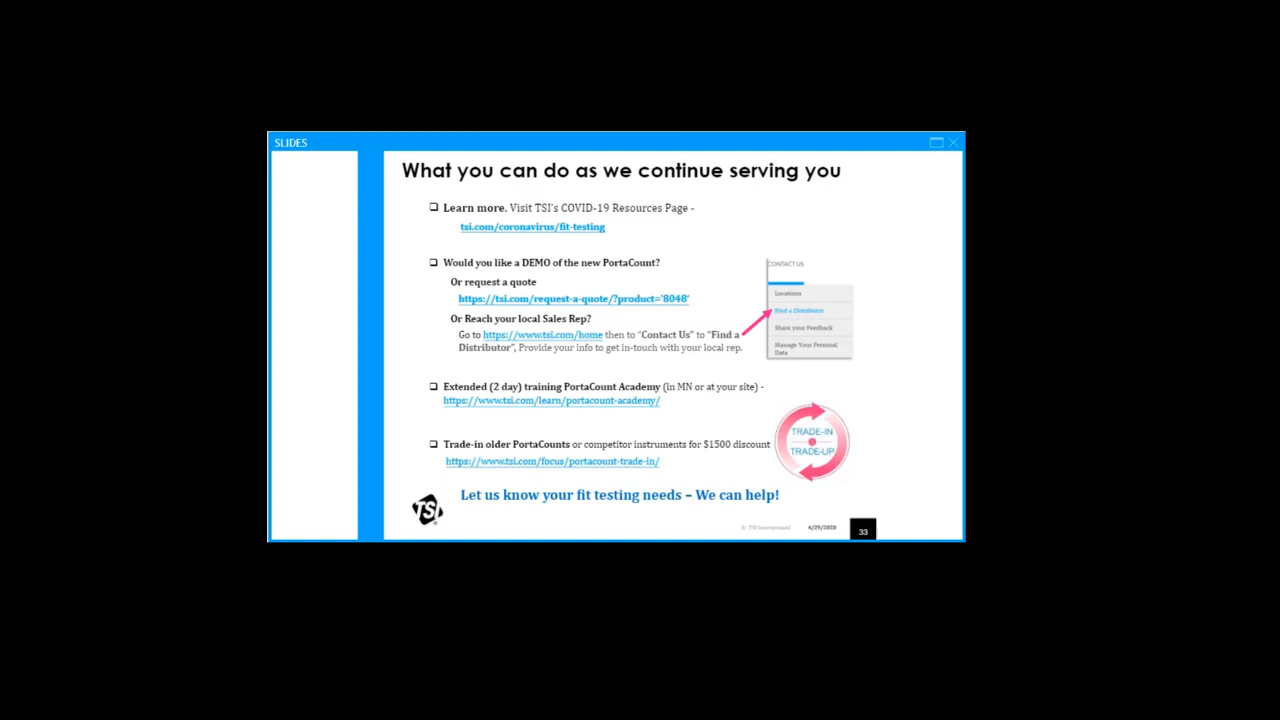 SLIDES
What you can do as we continue serving you
Learn more. Visit TSI's COVID-19 Resources Page -
tsi.com/coronavirus/fit-testing
Would you like a DEMO of the new PortaCount?
Or request a quote
https://tsi.com/request-a-quote/?product='8048'
Or Reach your local Sales Rep?
Go to https://www.tsi.com/home then to "Contact Us" to "Find a
Distributor", Provide your info to get in-touch with your local rep.
CONTACT US
Locations
Find a Distributor
Share your Feedback
Manage Your Personal
Data
Extended (2 day) training PortaCount Academy (in MN or at your site) -
https://www.tsi.com/learn/portacount-academy/
Trade-in older PortaCounts or competitor instruments for $1500 discount
https://www.tsi.com/focus/portacount-trade-in/
TRADE-IN
TRADE-UP
Let us know your fit testing needs – We can help!
TSI
© TSI Incorporated
4/29/2020
33